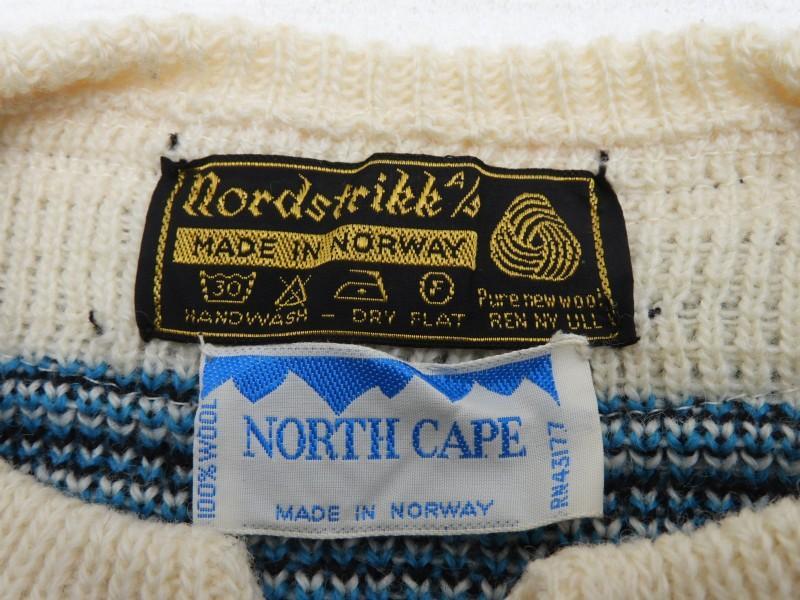 Nordstrikk A/s
MADE IN NORWAY
30 F
HANDWASH - DRY FLAT
Pure new wool
REN NY ULL
100% WOOL
NORTH CAPE
RN43177
MADE IN NORWAY